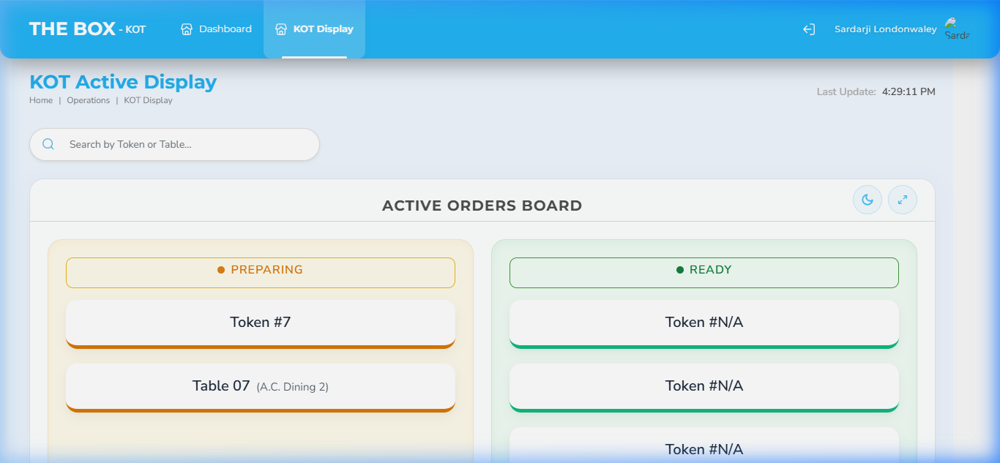 THE BOX - KOT
Dashboard
KOT Display
Sardarji Londonwaley
Sarda
KOT Active Display
Home | Operations | KOT Display
Last Update: 4:29:11 PM
Search by Token or Table...
ACTIVE ORDERS BOARD
PREPARING
Token #7
Table 07 (A.C. Dining 2)
READY
Token #N/A
Token #N/A
Token #N/A